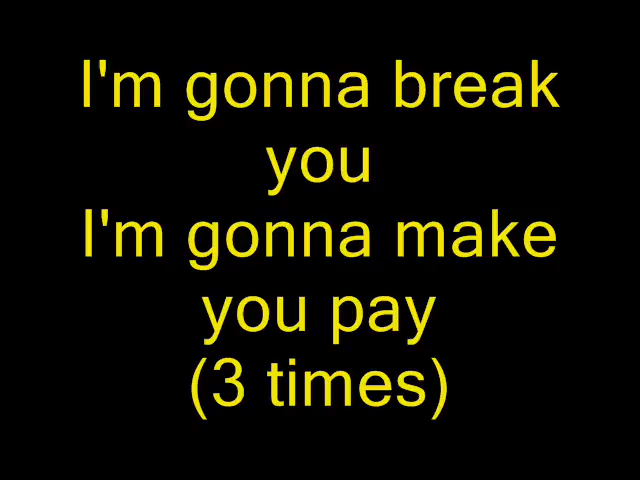 I'm gonna break
you
I'm gonna make
you pay
(3 times)